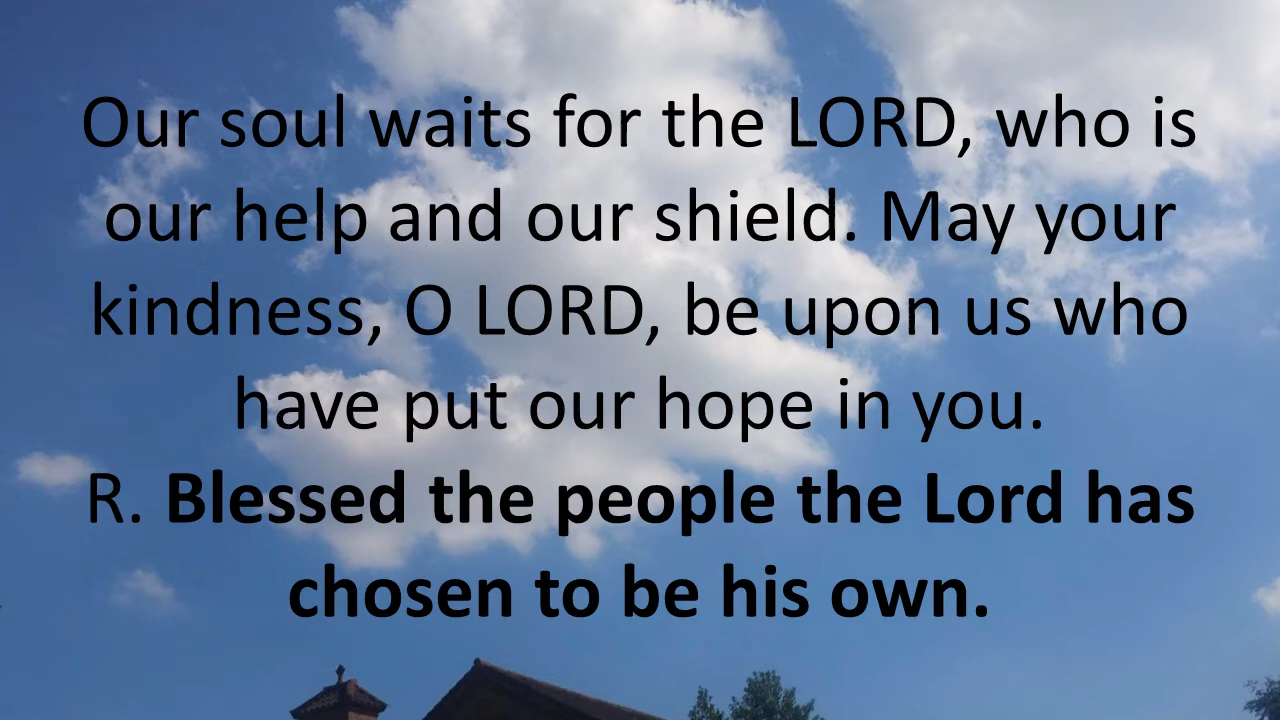 Our soul waits for the LORD, who is
our help and our shield. May your
kindness, O LORD, be upon us who
have put our hope in you.
R. Blessed the people the Lord has
chosen to be his own.